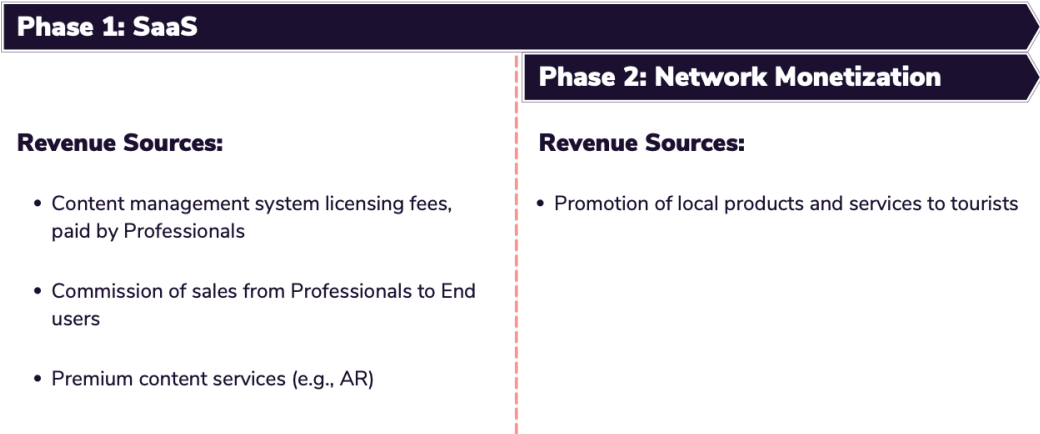 Phase 1: SaaS
Phase 2: Network Monetization
Revenue Sources:
• Content management system licensing fees,
paid by Professionals
• Commission of sales from Professionals to End
users
• Premium content services (e.g., AR)
Revenue Sources:
• Promotion of local products and services to tourists